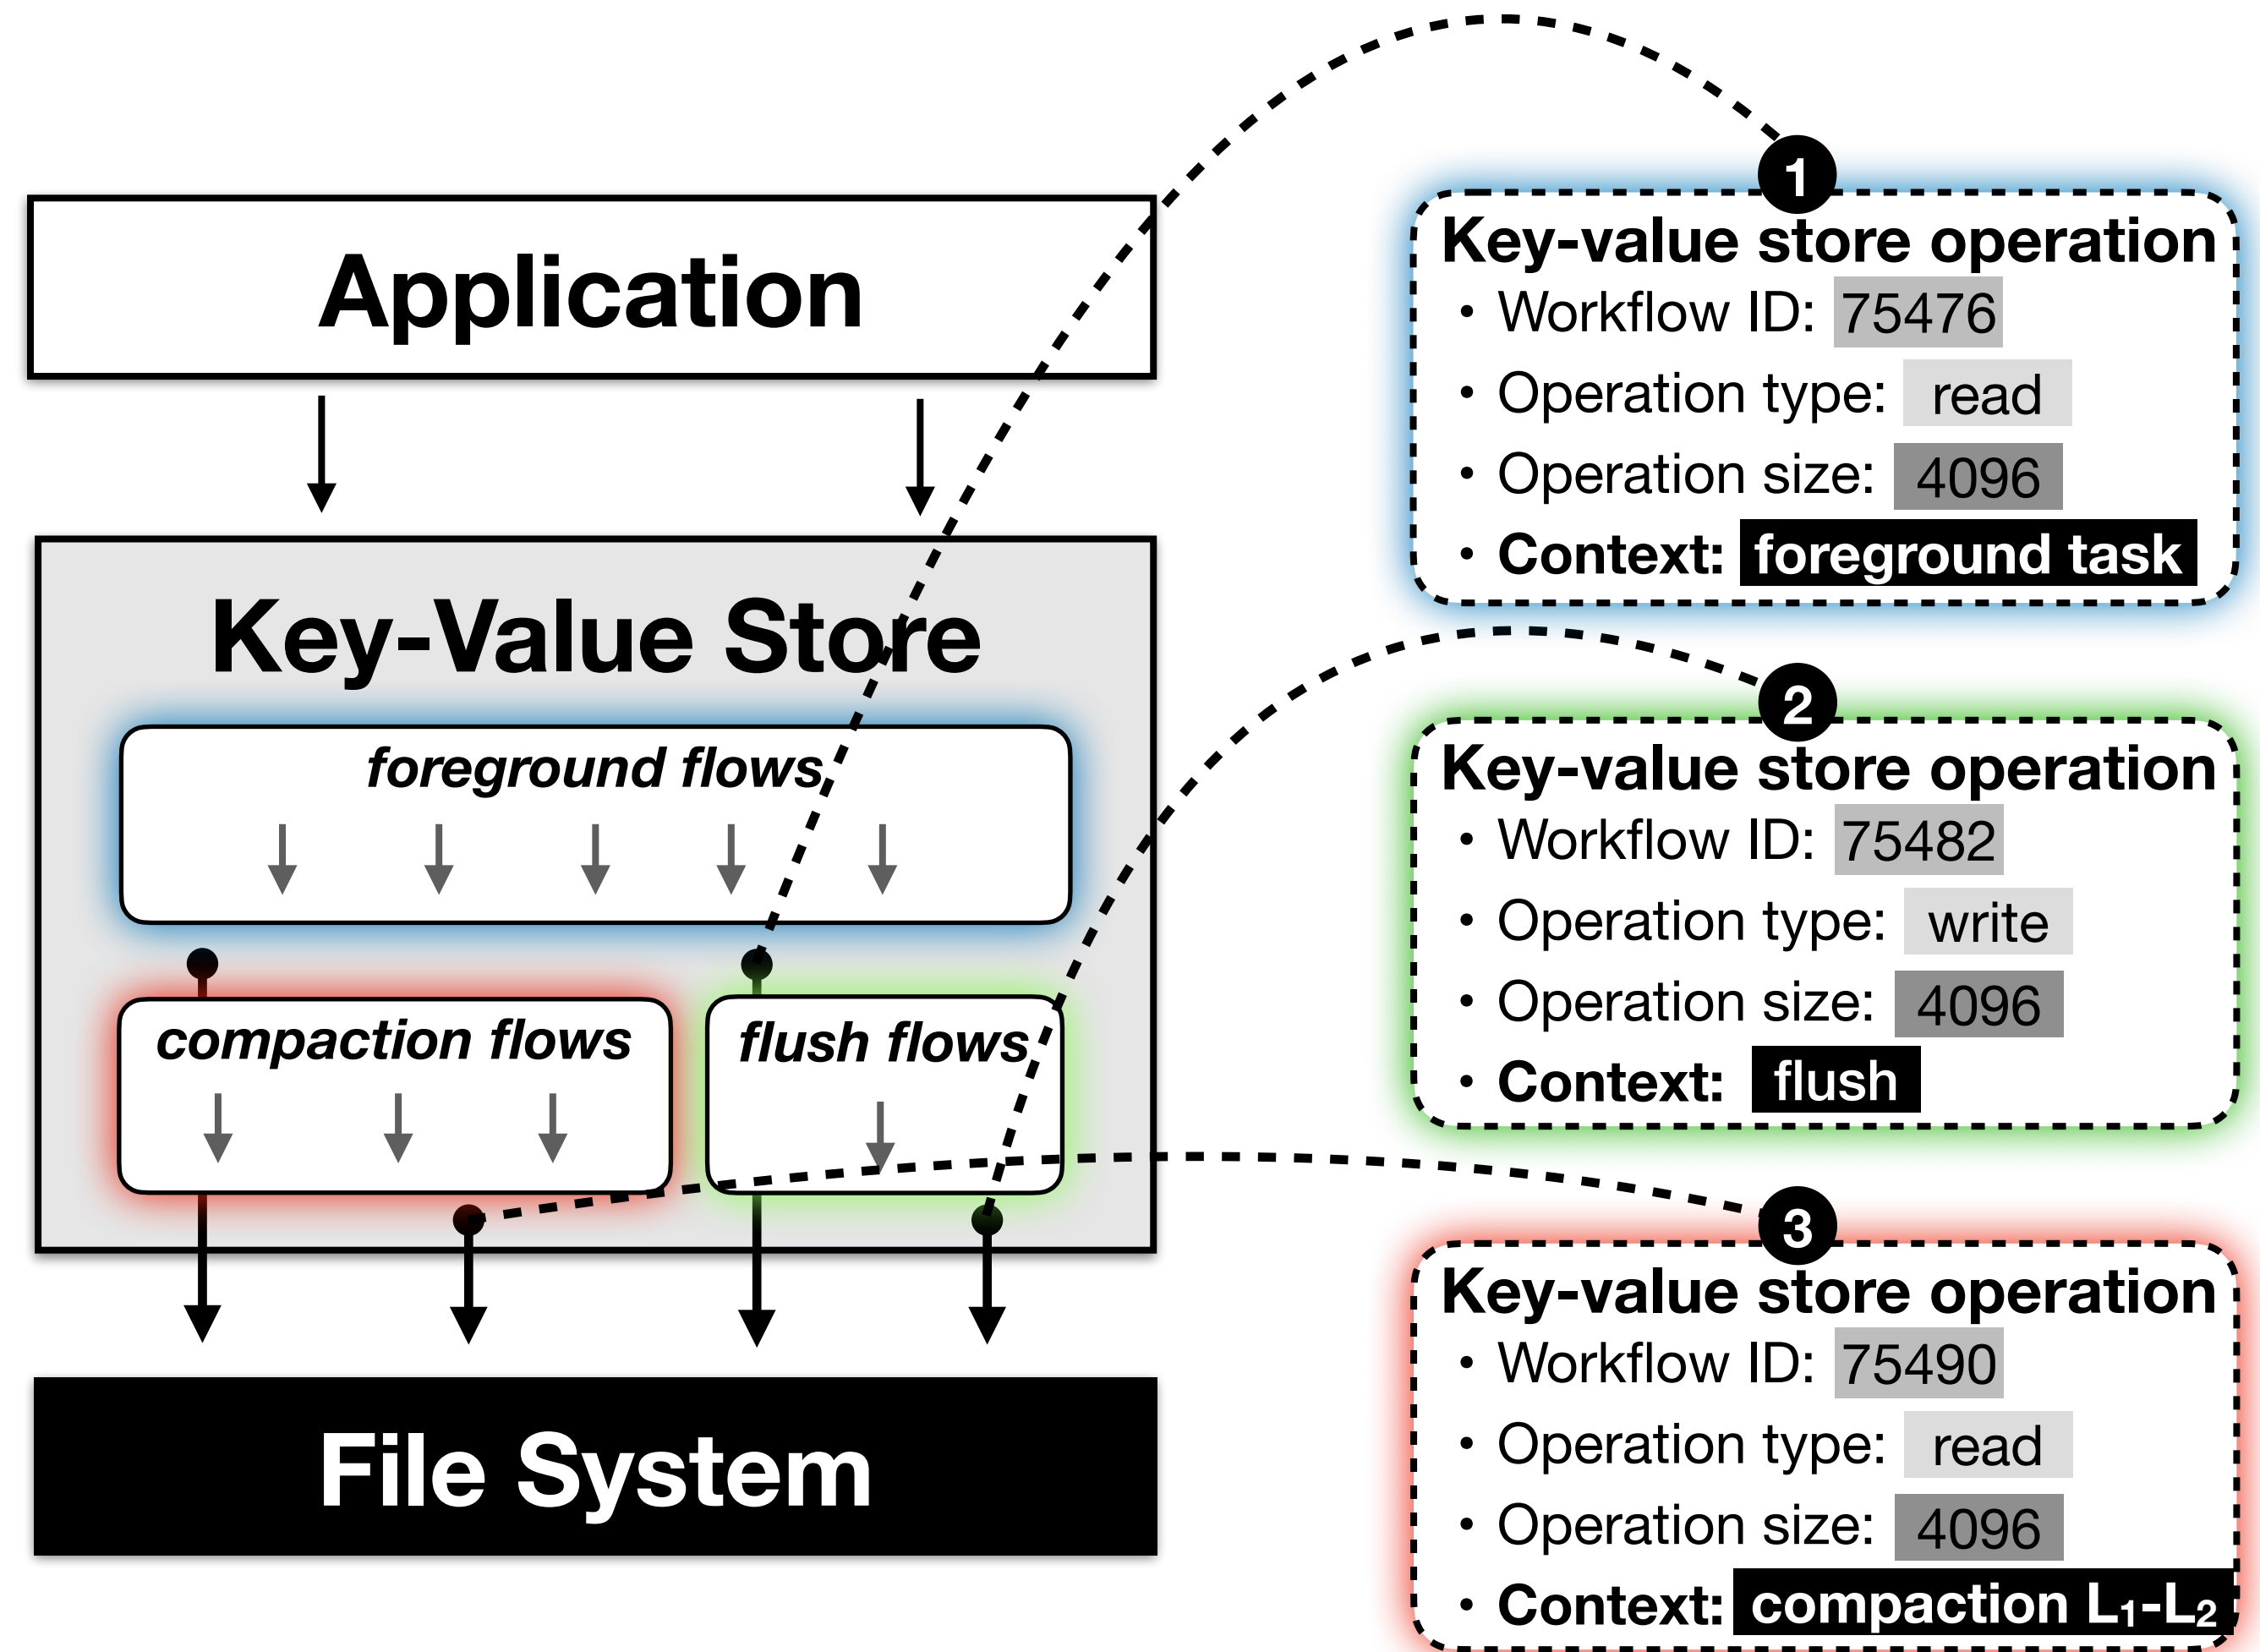 Application
Key-Value Store
foreground flows
compaction flows
flush flows
File System
1
Key-value store operation
• Workflow ID: 75476
• Operation type: read
• Operation size: 4096
• Context: foreground task
2
Key-value store operation
• Workflow ID: 75482
• Operation type: write
• Operation size: 4096
• Context: flush
3
Key-value store operation
• Workflow ID: 75490
• Operation type: read
• Operation size: 4096
• Context: compaction L₁-L₂